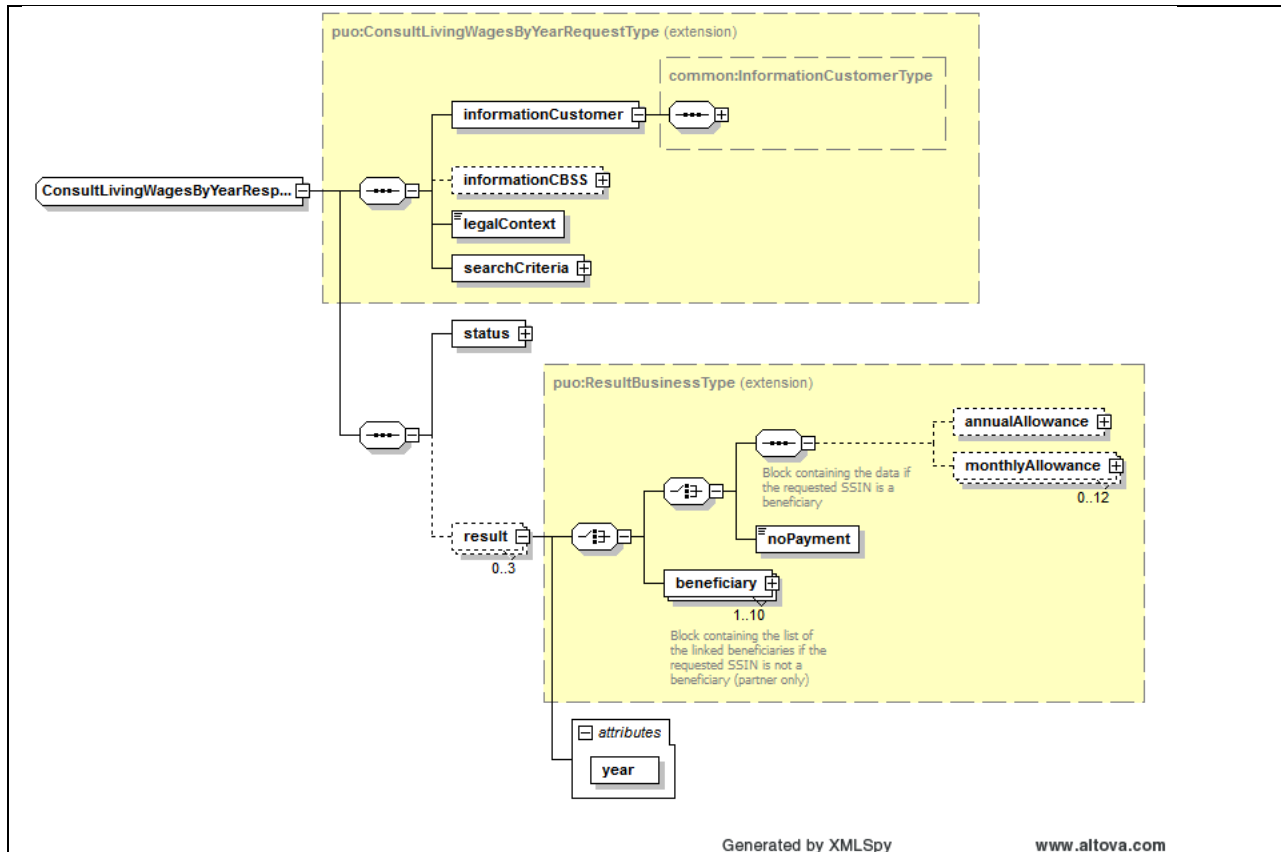 puo:ConsultLivingWagesByYearRequestType (extension)
common:InformationCustomerType
informationCustomer
informationCBSS
ConsultLivingWagesByYearResp...
legalContext
searchCriteria
status
puo:ResultBusinessType (extension)
annualAllowance
monthlyAllowance
0..12
Block containing the data if
the requested SSIN is a
beneficiary
result
0..3
noPayment
beneficiary
1..10
Block containing the list of
the linked beneficiaries if the
requested SSIN is not a
beneficiary (partner only)
attributes
year
Generated by XMLSpy www.altova.com